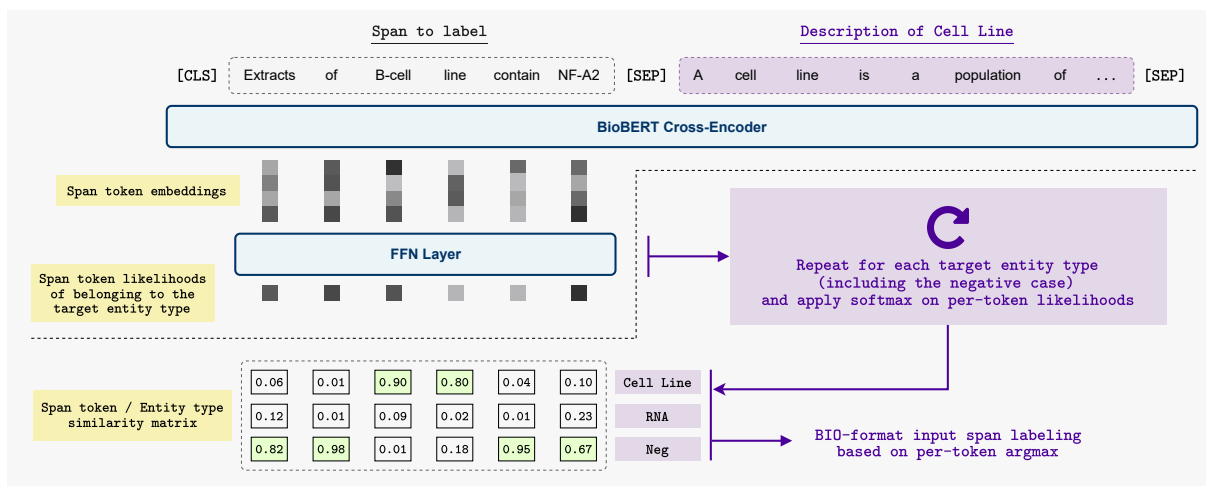 Span to label
Description of Cell Line
[CLS] Extracts of B-cell line contain NF-A2 [SEP] A cell line is a population of ... [SEP]
BioBERT Cross-Encoder
Span token embeddings
FFN Layer
Span token likelihoods
of belonging to the
target entity type
Repeat for each target entity type
(including the negative case)
and apply softmax on per-token likelihoods
Span token / Entity type
similarity matrix
0.06 0.01 0.90 0.80 0.04 0.10 Cell Line
0.12 0.01 0.09 0.02 0.01 0.23 RNA
0.82 0.98 0.01 0.18 0.95 0.67 Neg
BIO-format input span labeling
based on per-token argmax